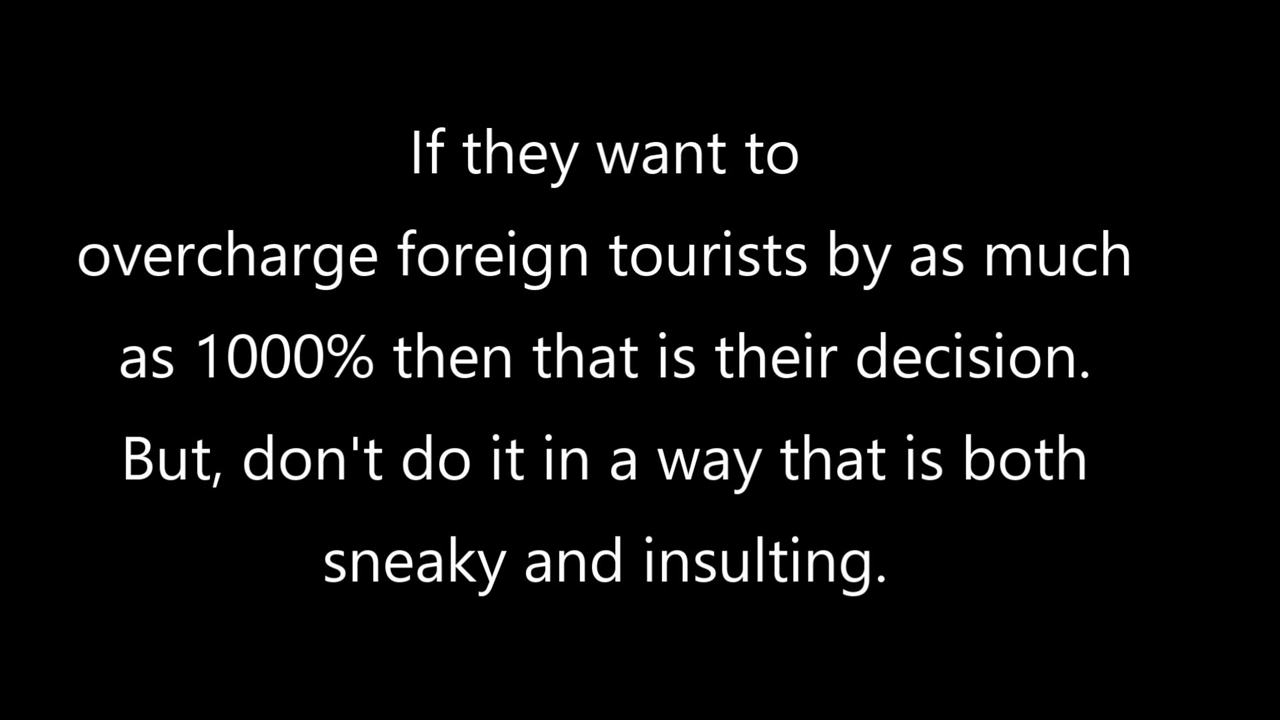 If they want to
overcharge foreign tourists by as much
as 1000% then that is their decision.
But, don't do it in a way that is both
sneaky and insulting.